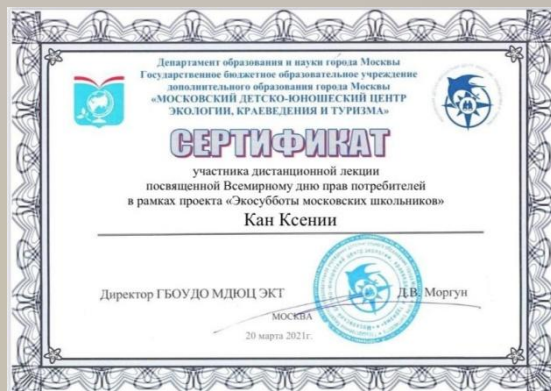 Департамент образования и науки города Москвы
Государственное бюджетное образовательное учреждение
дополнительного образования города Москвы
«МОСКОВСКИЙ ДЕТСКО-ЮНОШЕСКИЙ ЦЕНТР
ЭКОЛОГИИ, КРАЕВЕДЕНИЯ И ТУРИЗМА»
СЕРТИФИКАТ
участника дистанционной лекции
посвященной Всемирному дню прав потребителей
в рамках проекта «Экосубботы московских школьников»
Кан Ксении
Директор ГБОУДО МДЮЦ ЭКТ
Д.В. Моргун
МОСКВА
20 марта 2021г.